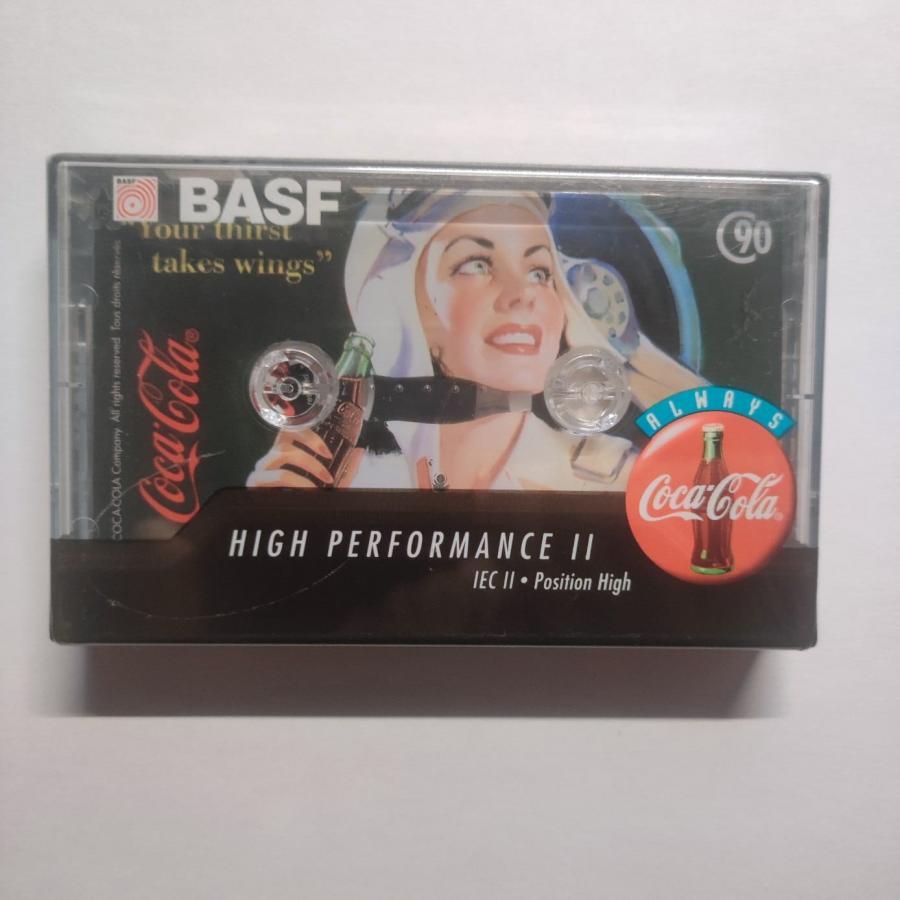 BASF
BASF
C90
"Your thirst
takes wings"
COCA-COLA Company. All rights reserved Tous droits réservés
Coca-Cola®
ALWAYS
Coca-Cola®
HIGH PERFORMANCE II
IEC II • Position High